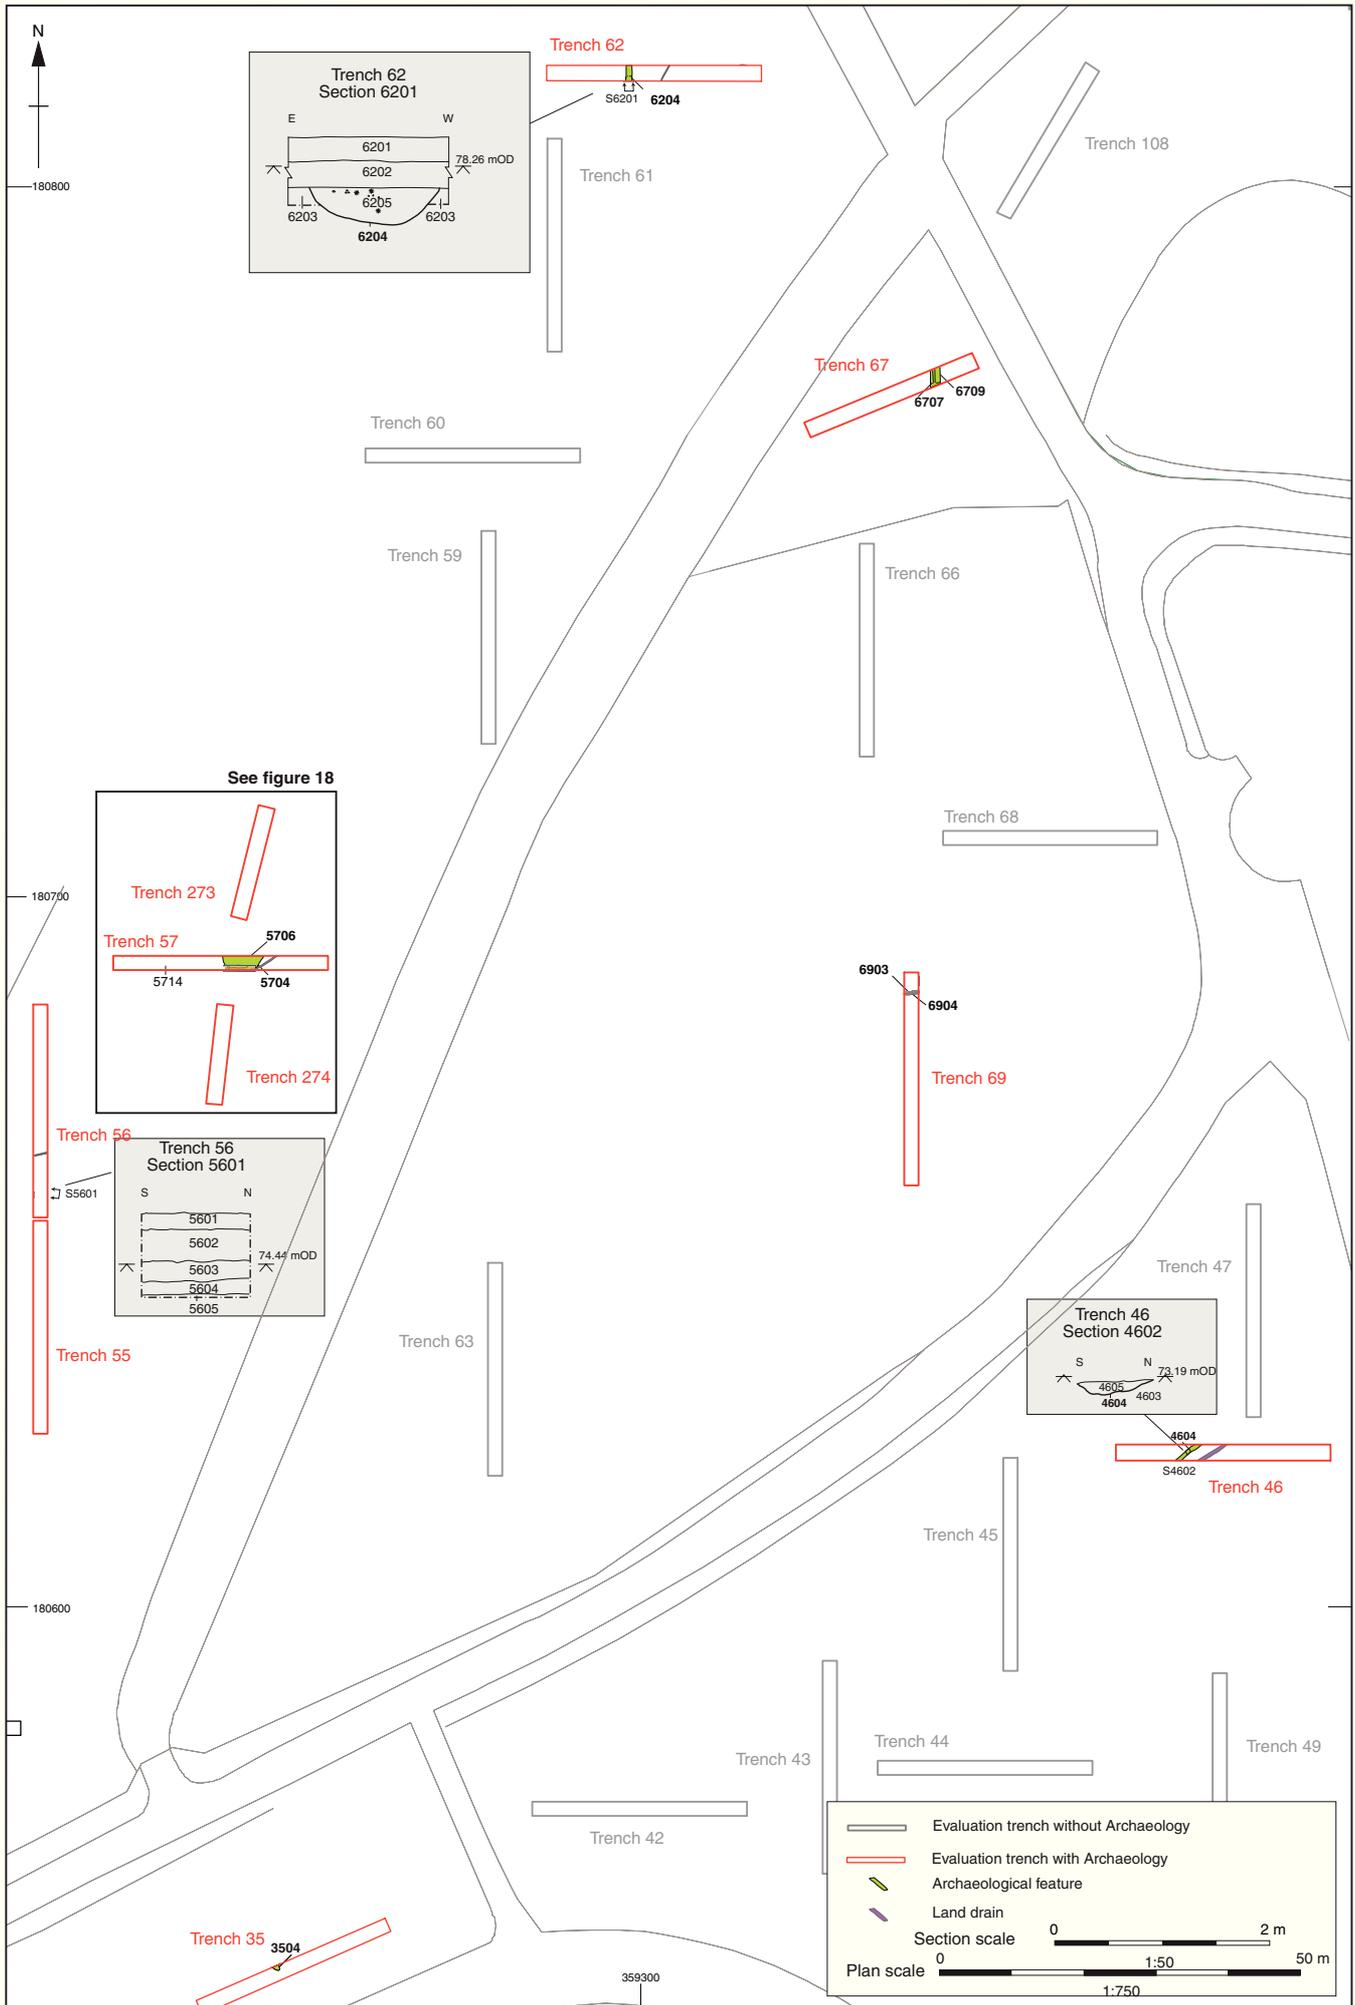 N
Trench 62
Trench 62
Section 6201
E
W
6201
6202
78.26 mOD
6205
6203
6203
6204
S6201
6204
Trench 108
Trench 61
180800
Trench 67
6709
6707
Trench 60
Trench 59
Trench 66
See figure 18
Trench 68
Trench 273
180700
5706
Trench 57
5714
5704
6903
6904
Trench 274
Trench 69
Trench 56
Trench 56
Section 5601
S5601
S
N
5601
5602
74.44 mOD
5603
5604
5605
Trench 55
Trench 47
Trench 46
Section 4602
S
N
73.19 mOD
4605
4603
4604
Trench 63
4604
S4602
Trench 46
Trench 45
180600
Trench 43
Trench 44
Trench 49
Trench 42
Evaluation trench without Archaeology
Evaluation trench with Archaeology
Archaeological feature
Land drain
Section scale
0
2 m
1:50
Plan scale
0
50 m
1:750
Trench 35
3504
359300